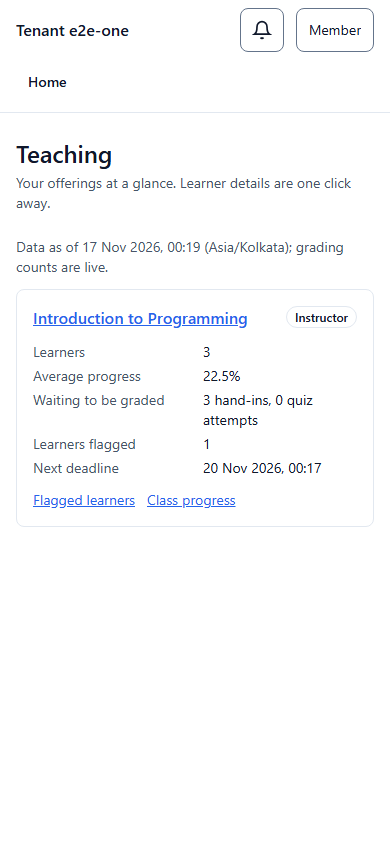 Tenant e2e-one
Member
Home
Teaching
Your offerings at a glance. Learner details are one click
away.
Data as of 17 Nov 2026, 00:19 (Asia/Kolkata); grading
counts are live.
Introduction to Programming
Instructor
Learners 3
Average progress 22.5%
Waiting to be graded 3 hand-ins, 0 quiz
attempts
Learners flagged 1
Next deadline 20 Nov 2026, 00:17
Flagged learners Class progress